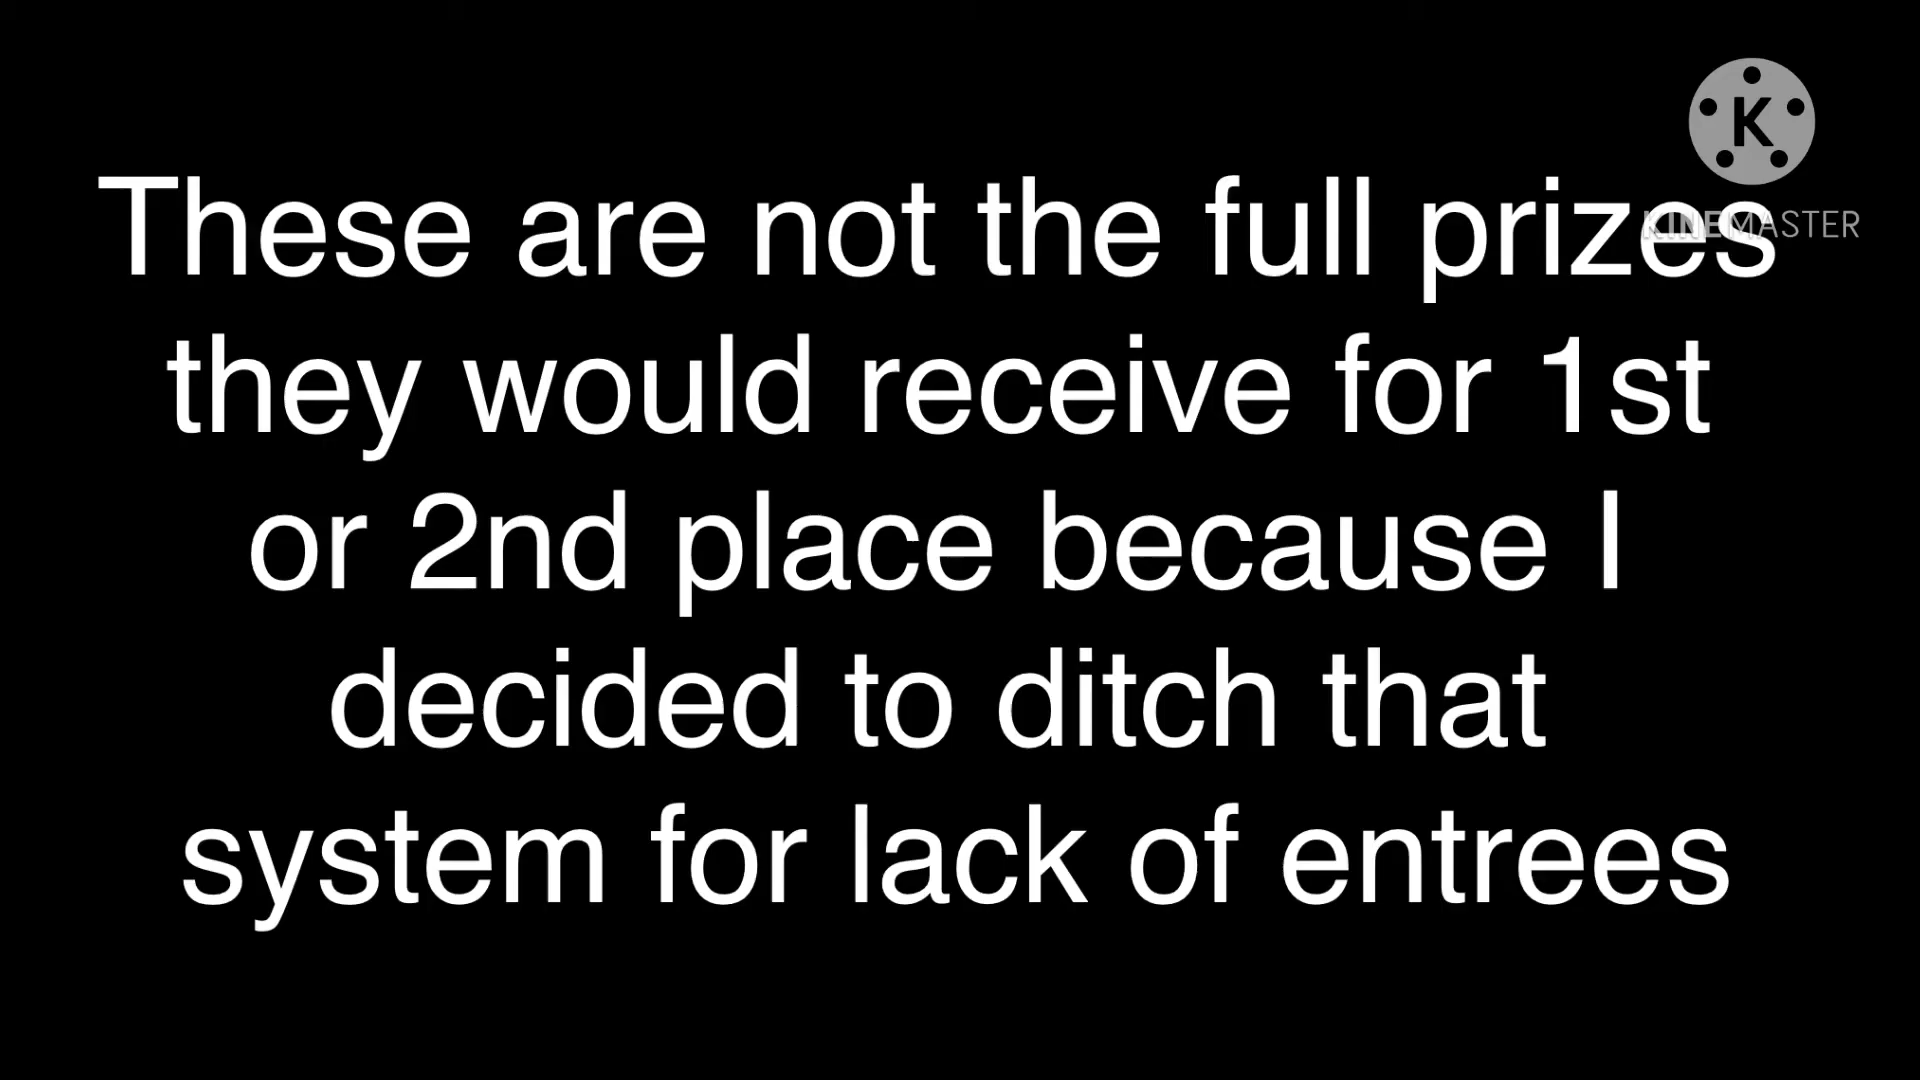 K
KINEMASTER
These are not the full prizes
they would receive for 1st
or 2nd place because I
decided to ditch that
system for lack of entrees